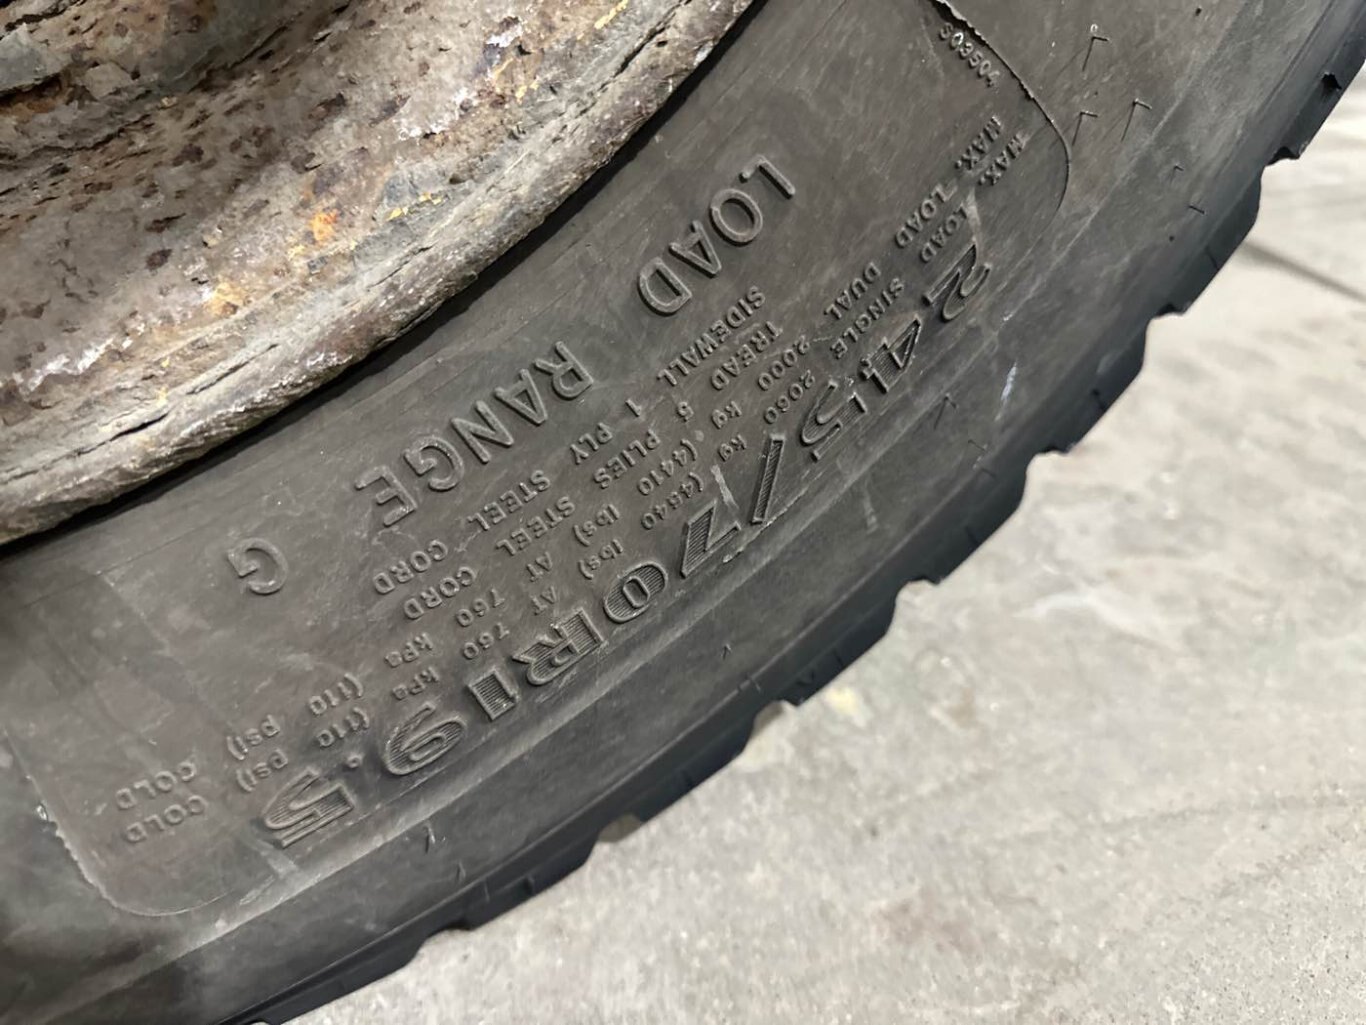 245/70R19.5
MAX. LOAD SINGLE 2060 kg (4540 lbs) AT 760 kPa (110 psi) COLD
MAX. LOAD DUAL 2000 kg (4410 lbs) AT 760 kPa (110 psi) COLD
TREAD 5 PLIES STEEL CORD
SIDEWALL 1 PLY STEEL CORD
LOAD RANGE G